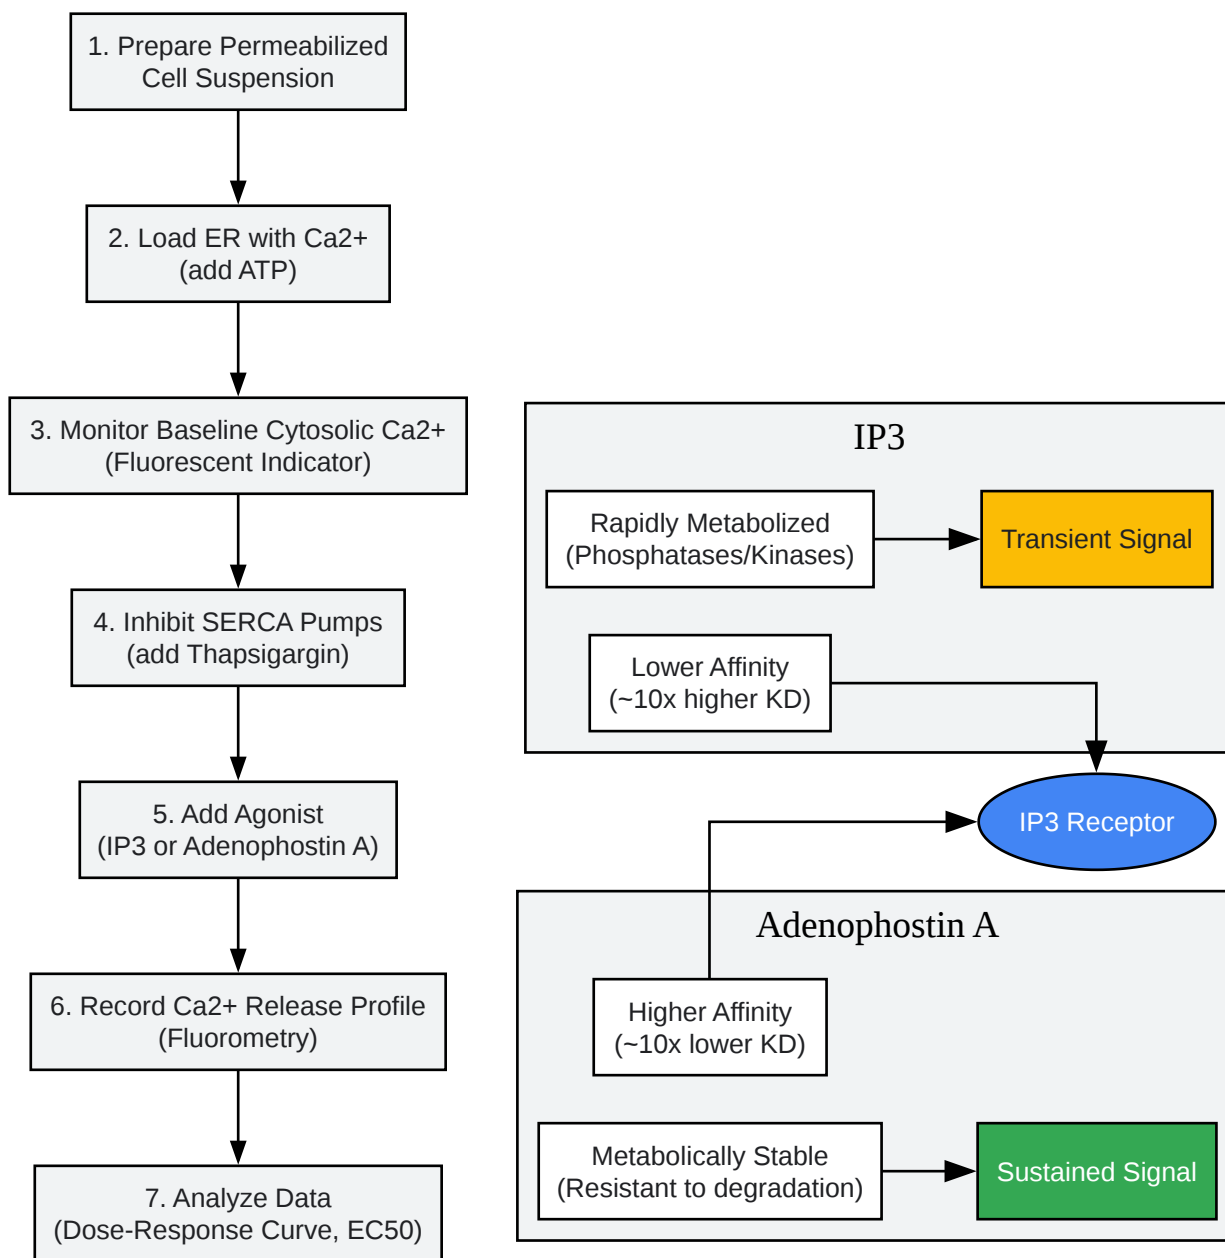 1. Prepare Permeabilized
Cell Suspension
2. Load ER with Ca2+
(add ATP)
3. Monitor Baseline Cytosolic Ca2+
(Fluorescent Indicator)
4. Inhibit SERCA Pumps
(add Thapsigargin)
5. Add Agonist
(IP3 or Adenophostin A)
6. Record Ca2+ Release Profile
(Fluorometry)
7. Analyze Data
(Dose-Response Curve, EC50)
IP3
Rapidly Metabolized
(Phosphatases/Kinases)
Transient Signal
Lower Affinity
(~10x higher KD)
IP3 Receptor
Adenophostin A
Higher Affinity
(~10x lower KD)
Metabolically Stable
(Resistant to degradation)
Sustained Signal